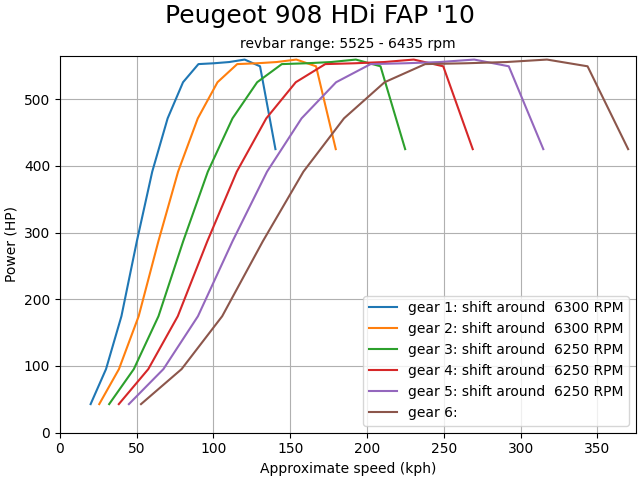 Peugeot 908 HDi FAP '10
revbar range: 5525 - 6435 rpm
Power (HP)
500
400
300
200
100
0
gear 1: shift around  6300 RPM
gear 2: shift around  6300 RPM
gear 3: shift around  6250 RPM
gear 4: shift around  6250 RPM
gear 5: shift around  6250 RPM
gear 6:
0 50 100 150 200 250 300 350
Approximate speed (kph)